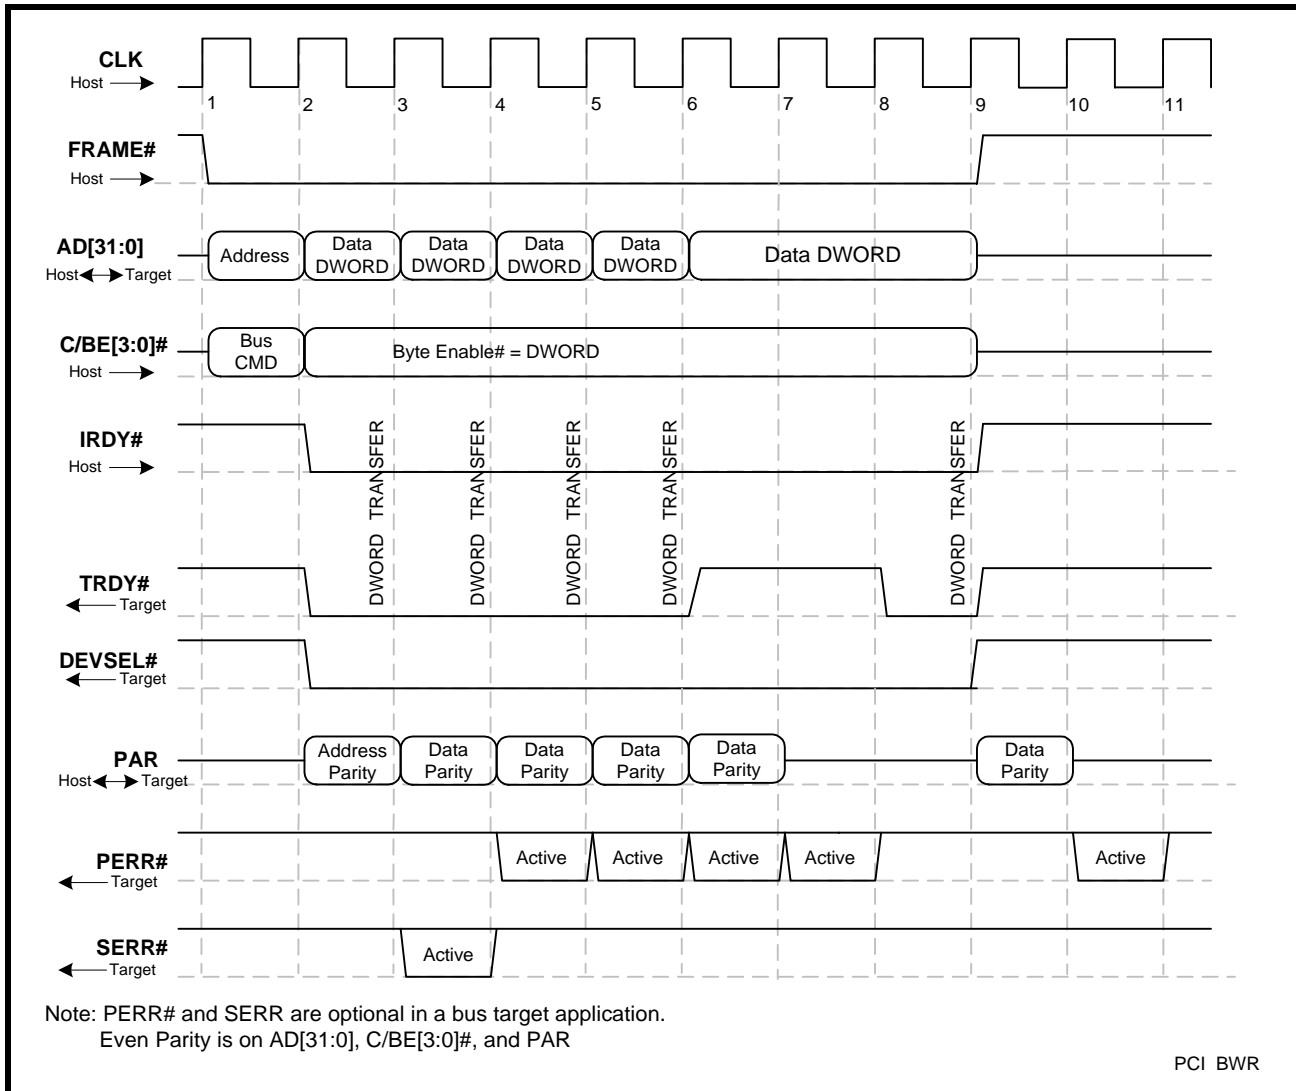 CLK
Host
1 2 3 4 5 6 7 8 9 10 11
FRAME#
Host
AD[31:0]
Host Target
Address
Data
DWORD
Data
DWORD
Data
DWORD
Data
DWORD
Data DWORD
C/BE[3:0]#
Host
Bus
CMD
Byte Enable# = DWORD
IRDY#
Host
DWORD TRANSFER
DWORD TRANSFER
DWORD TRANSFER
DWORD TRANSFER
DWORD TRANSFER
TRDY#
Target
DEVSEL#
Target
PAR
Host Target
Address
Parity
Data
Parity
Data
Parity
Data
Parity
Data
Parity
Data
Parity
PERR#
Target
Active
Active
Active
Active
Active
SERR#
Target
Active
Note: PERR# and SERR are optional in a bus target application.
Even Parity is on AD[31:0], C/BE[3:0]#, and PAR
PCI BWR